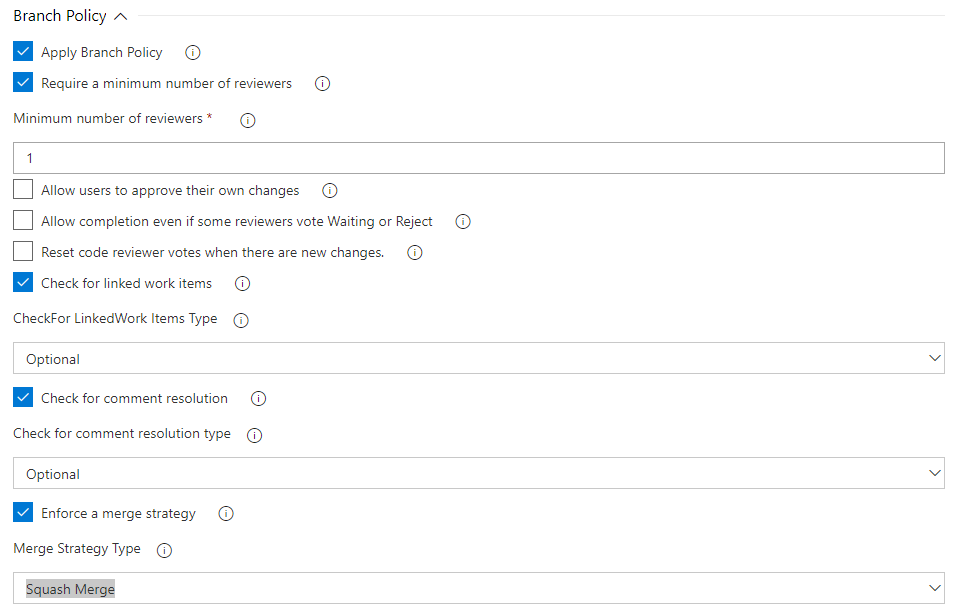 Branch Policy
Apply Branch Policy
Require a minimum number of reviewers
Minimum number of reviewers *
1
Allow users to approve their own changes
Allow completion even if some reviewers vote Waiting or Reject
Reset code reviewer votes when there are new changes.
Check for linked work items
CheckFor LinkedWork Items Type
Optional
Check for comment resolution
Check for comment resolution type
Optional
Enforce a merge strategy
Merge Strategy Type
Squash Merge